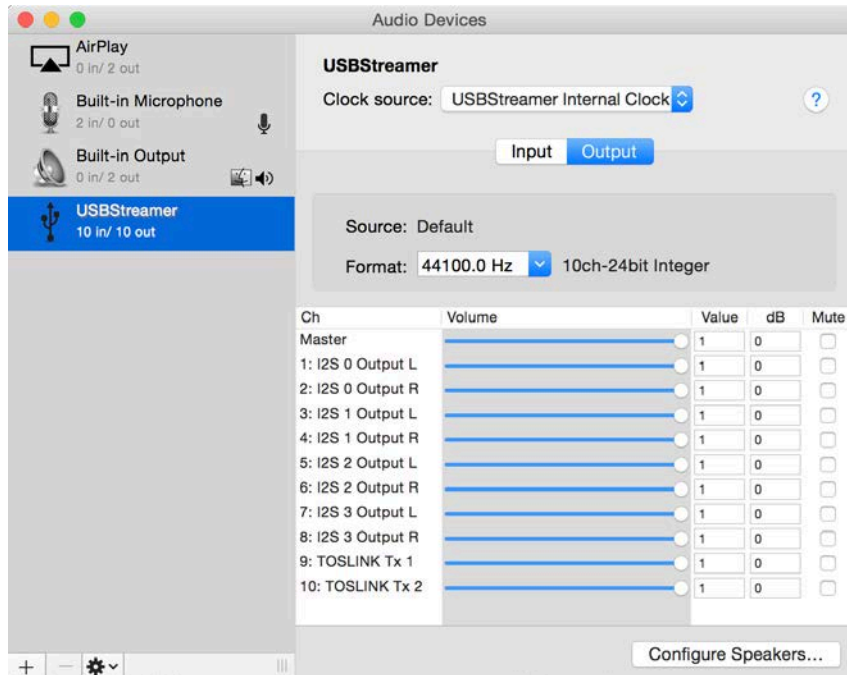 Audio Devices
AirPlay
0 in/ 2 out
Built-in Microphone
2 in/ 0 out
Built-in Output
0 in/ 2 out
USBStreamer
10 in/ 10 out
USBStreamer
Clock source: USBStreamer Internal Clock ?
Input Output
Source: Default
Format: 44100.0 Hz 10ch-24bit Integer
Ch Volume Value dB Mute
Master 1 0
1: I2S 0 Output L 1 0
2: I2S 0 Output R 1 0
3: I2S 1 Output L 1 0
4: I2S 1 Output R 1 0
5: I2S 2 Output L 1 0
6: I2S 2 Output R 1 0
7: I2S 3 Output L 1 0
8: I2S 3 Output R 1 0
9: TOSLINK Tx 1 1 0
10: TOSLINK Tx 2 1 0
Configure Speakers...